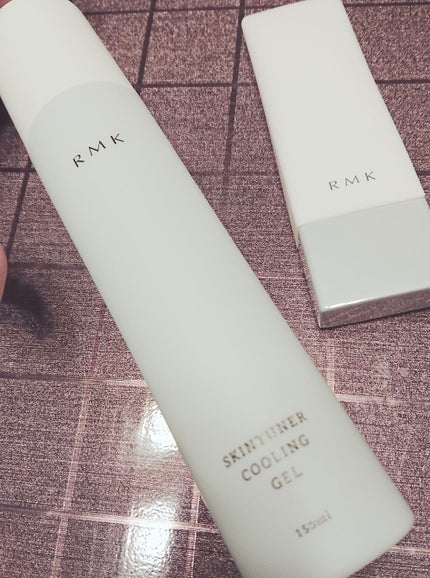 RMK
SKINTUNER
COOLING
GEL
150ml
RMK